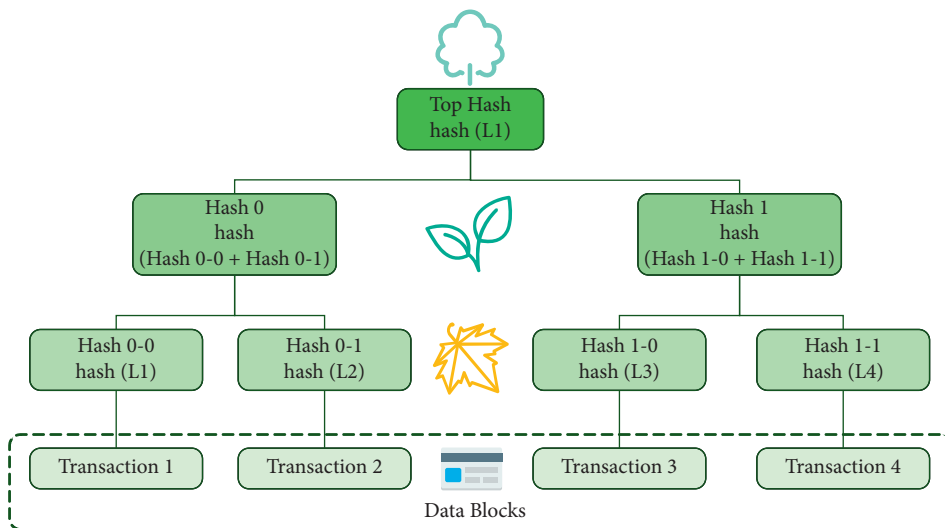 Top Hash
hash (L1)
Hash 0
hash
(Hash 0-0 + Hash 0-1)
Hash 1
hash
(Hash 1-0 + Hash 1-1)
Hash 0-0
hash (L1)
Hash 0-1
hash (L2)
Hash 1-0
hash (L3)
Hash 1-1
hash (L4)
Transaction 1
Transaction 2
Transaction 3
Transaction 4
Data Blocks